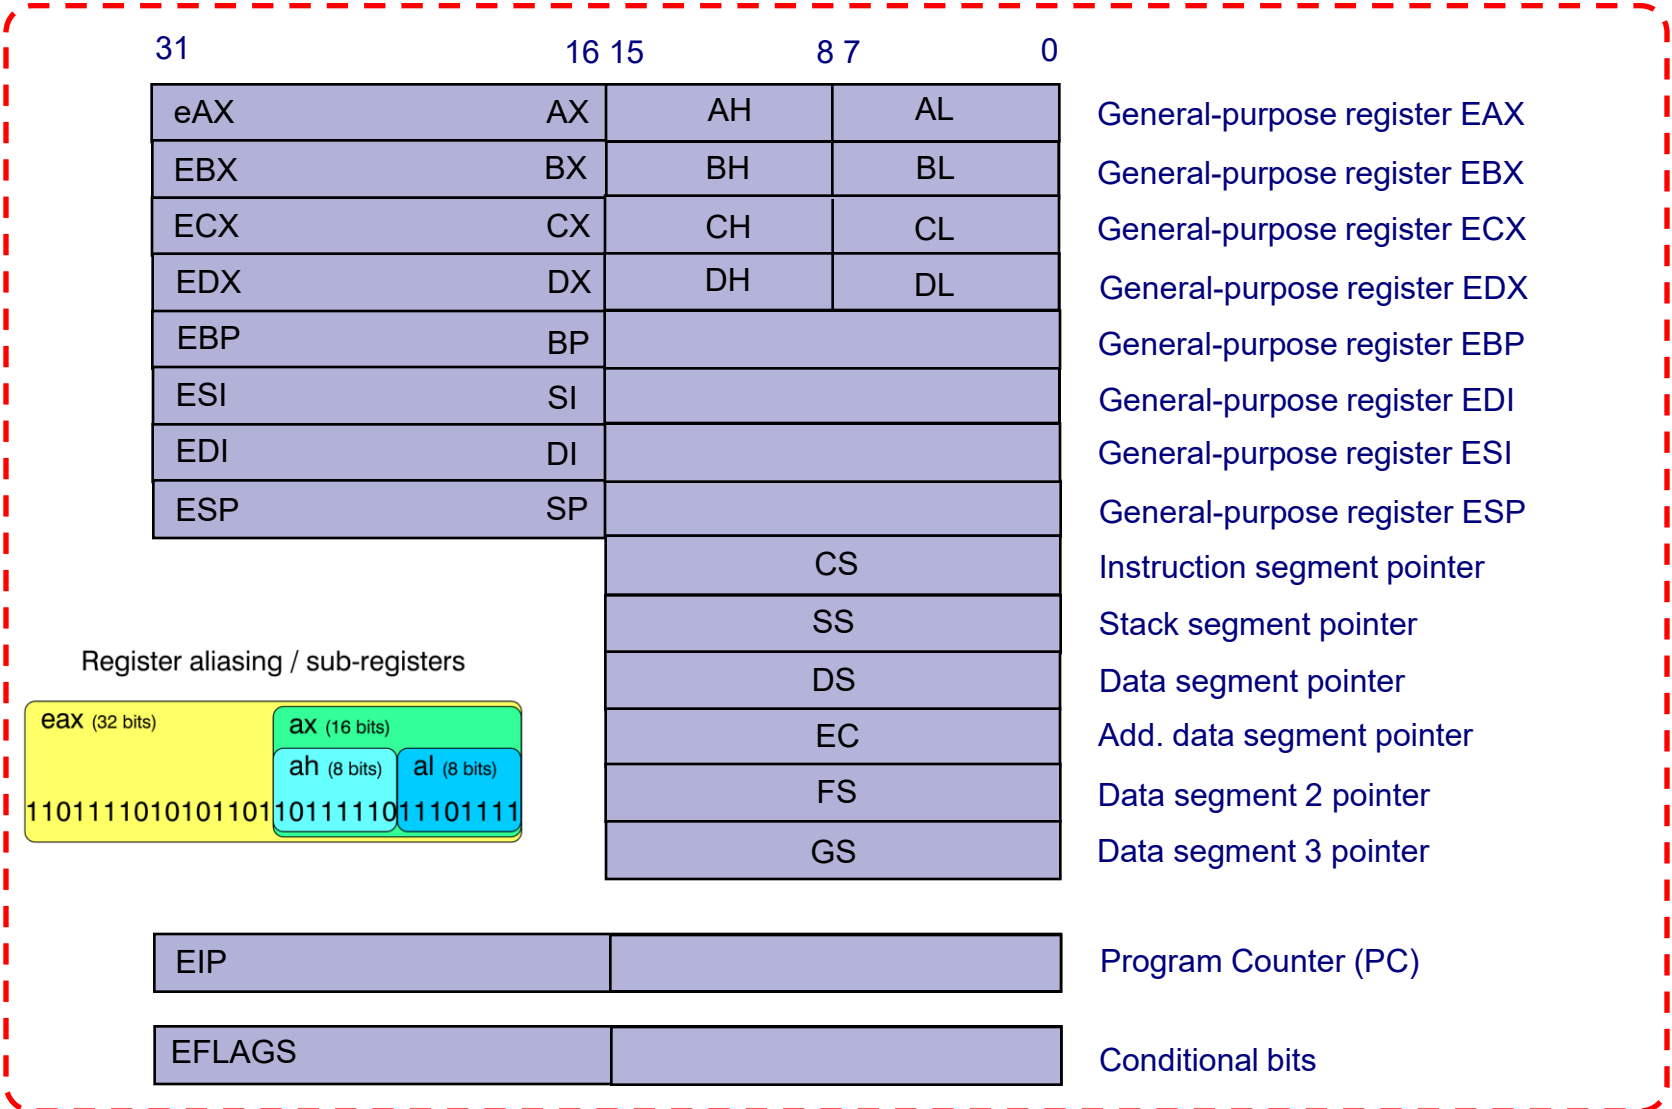 31 16 15 8 7 0
eAX AX AH AL General-purpose register EAX
EBX BX BH BL General-purpose register EBX
ECX CX CH CL General-purpose register ECX
EDX DX DH DL General-purpose register EDX
EBP BP General-purpose register EBP
ESI SI General-purpose register EDI
EDI DI General-purpose register ESI
ESP SP General-purpose register ESP
CS Instruction segment pointer
SS Stack segment pointer
DS Data segment pointer
EC Add. data segment pointer
FS Data segment 2 pointer
GS Data segment 3 pointer
Register aliasing / sub-registers
eax (32 bits) ax (16 bits)
ah (8 bits) al (8 bits)
11011110101011011011111011101111
EIP Program Counter (PC)
EFLAGS Conditional bits